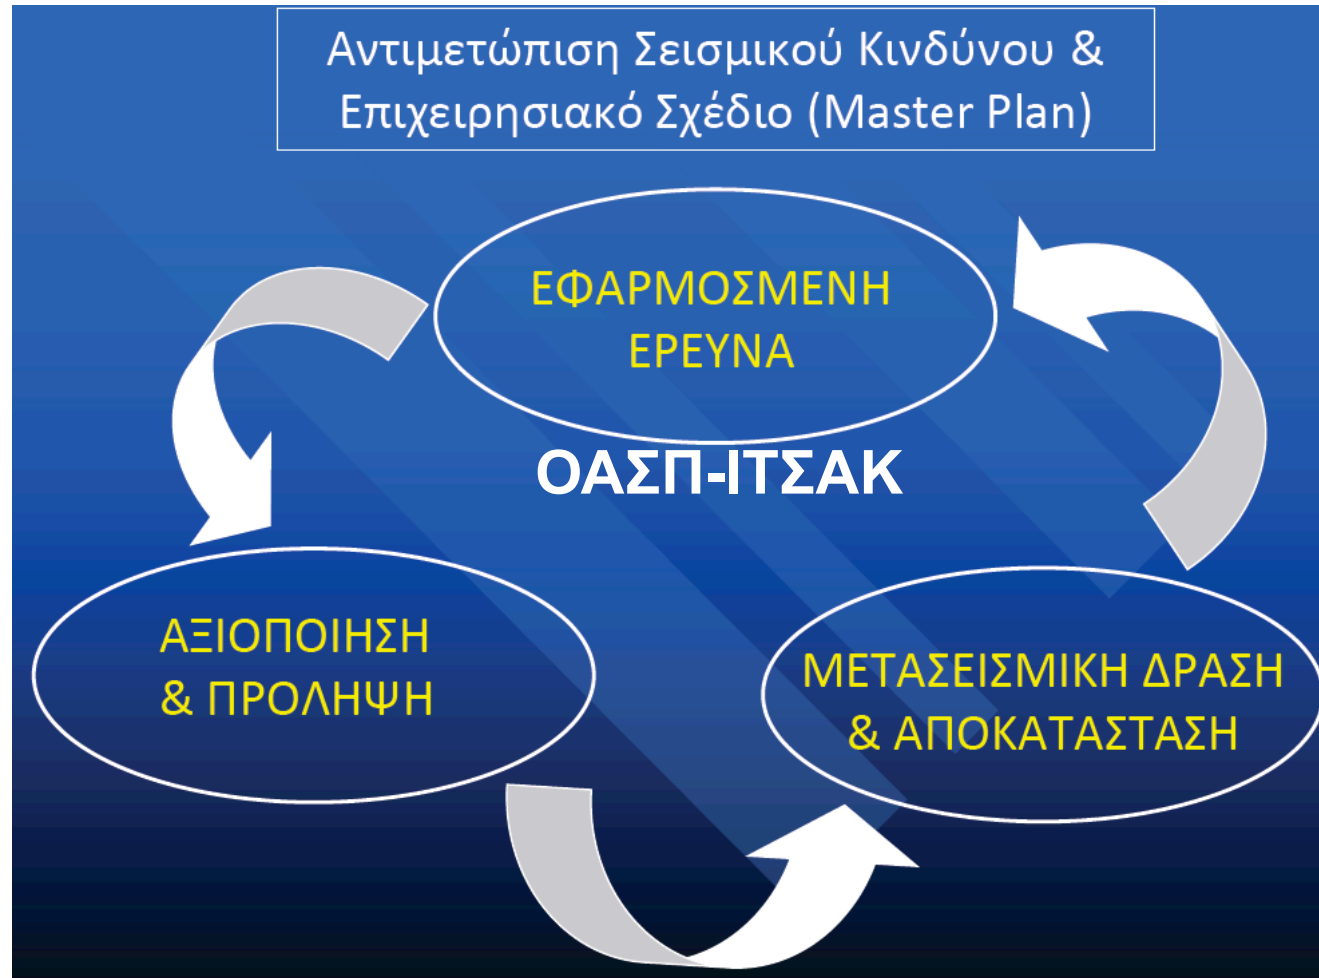 Αντιμετώπιση Σεισμικού Κινδύνου &
Επιχειρησιακό Σχέδιο (Master Plan)
ΕΦΑΡΜΟΣΜΕΝΗ
ΕΡΕΥΝΑ
ΟΑΣΠ-ΙΤΣΑΚ
ΑΞΙΟΠΟΙΗΣΗ
& ΠΡΟΛΗΨΗ
ΜΕΤΑΣΕΙΣΜΙΚΗ ΔΡΑΣΗ
& ΑΠΟΚΑΤΑΣΤΑΣΗ